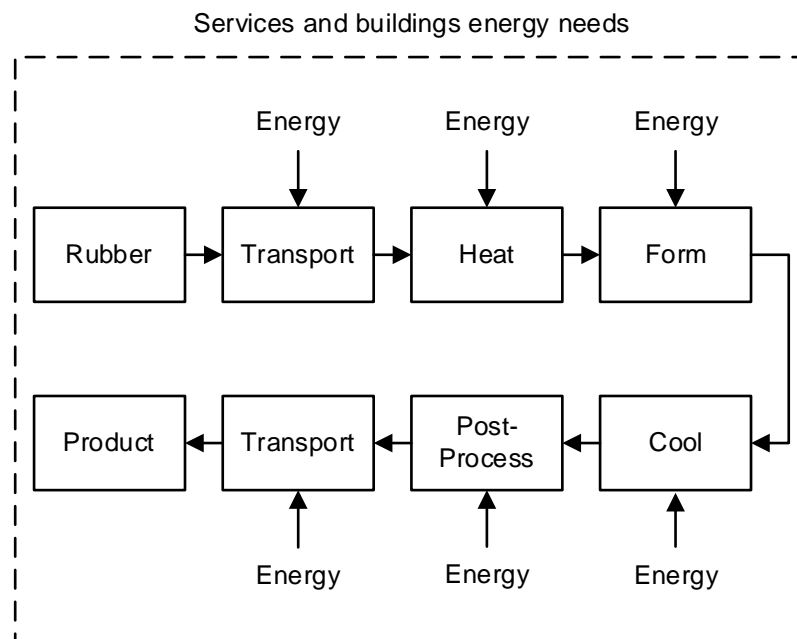 Services and buildings energy needs
Energy Energy Energy
Rubber Transport Heat Form
Product Transport Post-
Process Cool
Energy Energy Energy